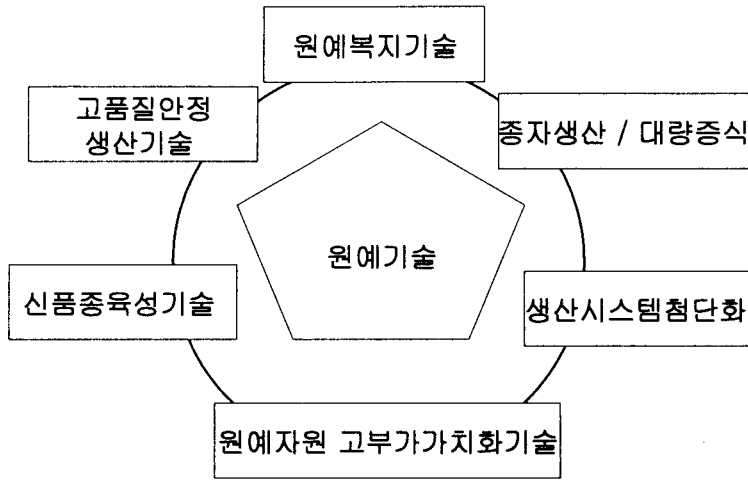 원예복지기술
고품질안정
생산기술
종자생산 / 대량증식
원예기술
신품종육성기술
생산시스템첨단화
원예자원 고부가가치화기술